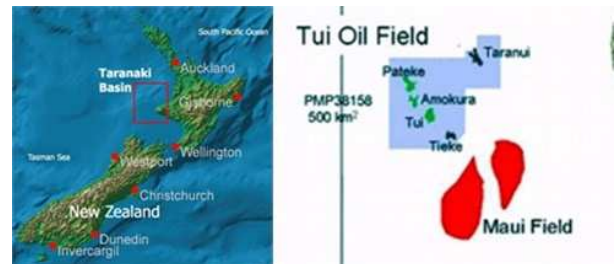 South Pacific Ocean
Taranaki
Basin
Auckland
Gisborne
Tasman Sea
Westport
Wellington
Christchurch
New Zealand
Dunedin
Invercargil
Tui Oil Field
Taranui
Pateke
PMP38158
500 km²
Amokura
Tui
Tieke
Maui Field